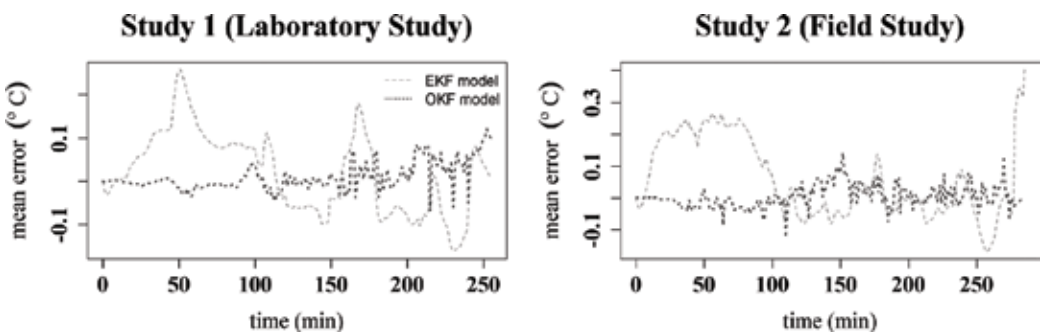 Study 1 (Laboratory Study)
mean error (° C)
0.1
-0.1
EKF model
OKF model
0 50 100 150 200 250
time (min)
Study 2 (Field Study)
mean error (° C)
0.3
0.1
-0.1
0 50 100 150 200 250
time (min)